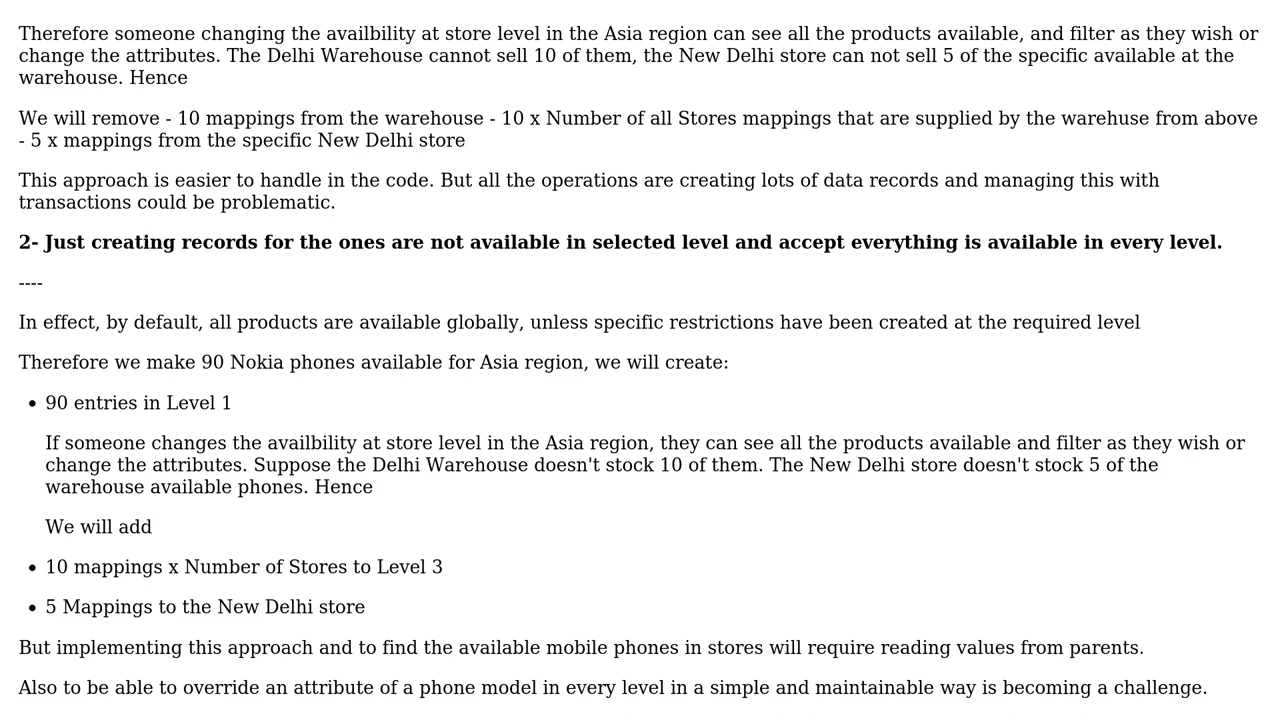 Therefore someone changing the availbility at store level in the Asia region can see all the products available, and filter as they wish or
change the attributes. The Delhi Warehouse cannot sell 10 of them, the New Delhi store can not sell 5 of the specific available at the
warehouse. Hence
We will remove - 10 mappings from the warehouse - 10 x Number of all Stores mappings that are supplied by the warehuse from above
- 5 x mappings from the specific New Delhi store
This approach is easier to handle in the code. But all the operations are creating lots of data records and managing this with
transactions could be problematic.
2- Just creating records for the ones are not available in selected level and accept everything is available in every level.
----
In effect, by default, all products are available globally, unless specific restrictions have been created at the required level
Therefore we make 90 Nokia phones available for Asia region, we will create:
• 90 entries in Level 1
If someone changes the availbility at store level in the Asia region, they can see all the products available and filter as they wish or
change the attributes. Suppose the Delhi Warehouse doesn't stock 10 of them. The New Delhi store doesn't stock 5 of the
warehouse available phones. Hence
We will add
• 10 mappings x Number of Stores to Level 3
• 5 Mappings to the New Delhi store
But implementing this approach and to find the available mobile phones in stores will require reading values from parents.
Also to be able to override an attribute of a phone model in every level in a simple and maintainable way is becoming a challenge.